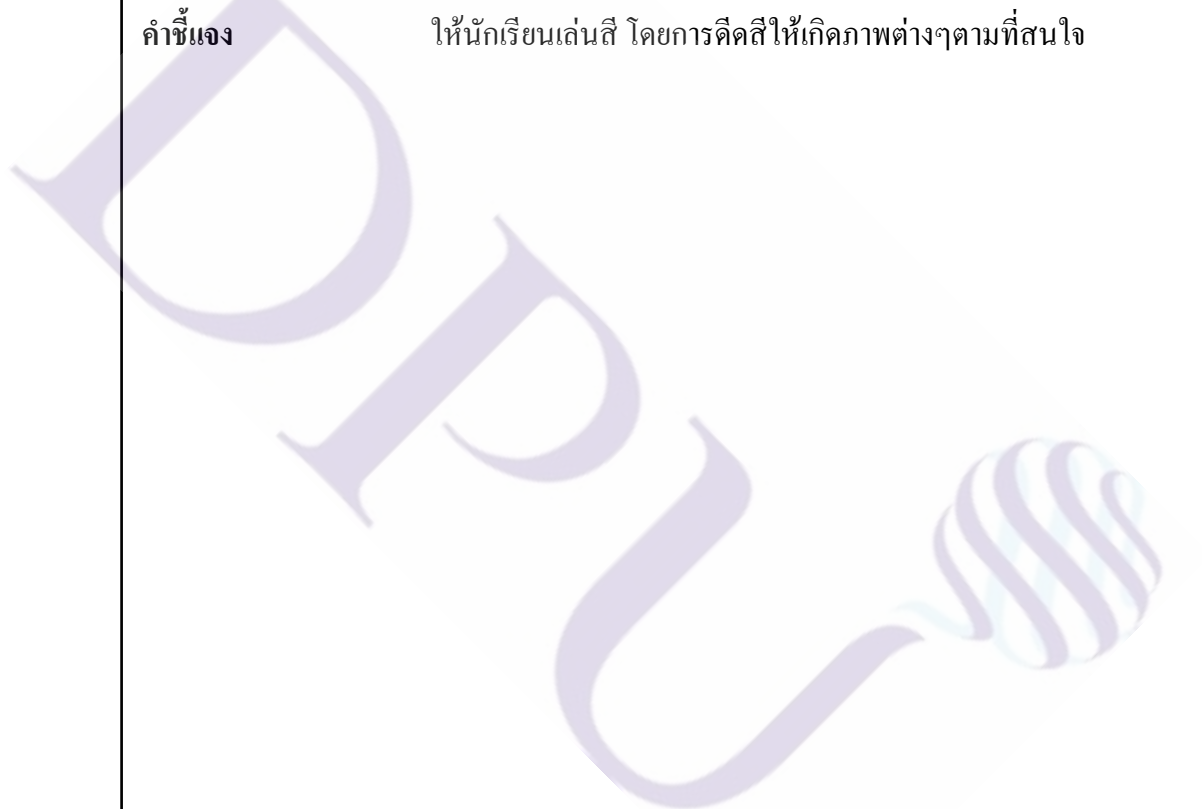 คำชี้แจง ให้นักเรียนเล่นสี โดยการดีดสีให้เกิดภาพต่างๆตามที่สนใจ
DPU